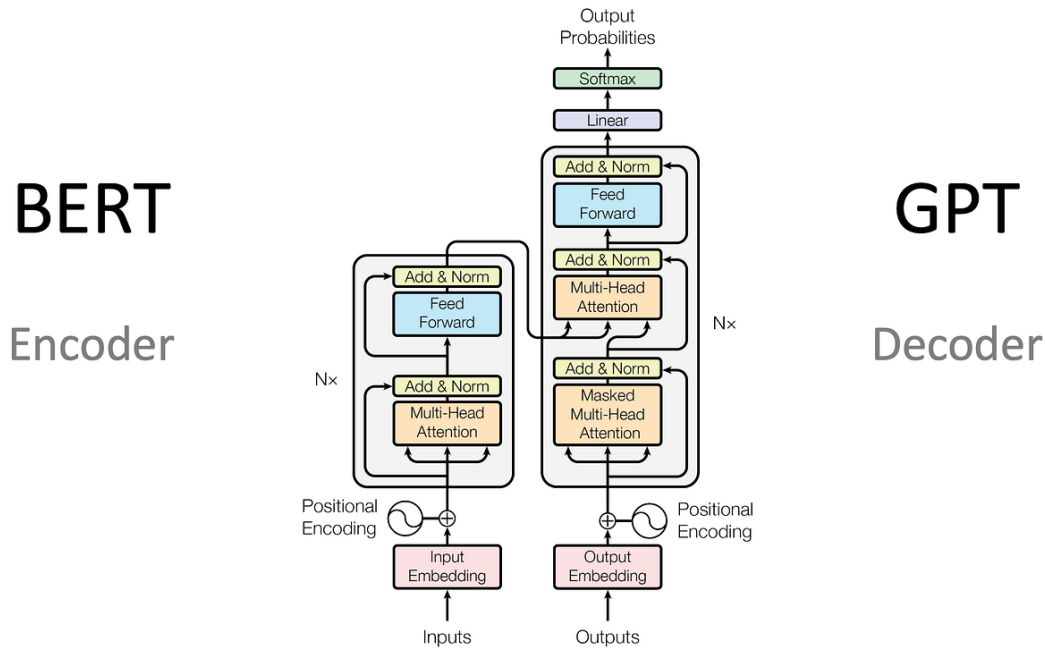 BERT
Encoder
Output
Probabilities
Softmax
Linear
Add & Norm
Feed
Forward
Add & Norm
Multi-Head
Attention
Add & Norm
Masked
Multi-Head
Attention
N×
Add & Norm
Feed
Forward
Add & Norm
Multi-Head
Attention
N×
Positional
Encoding
Input
Embedding
Inputs
Positional
Encoding
Output
Embedding
Outputs
GPT
Decoder